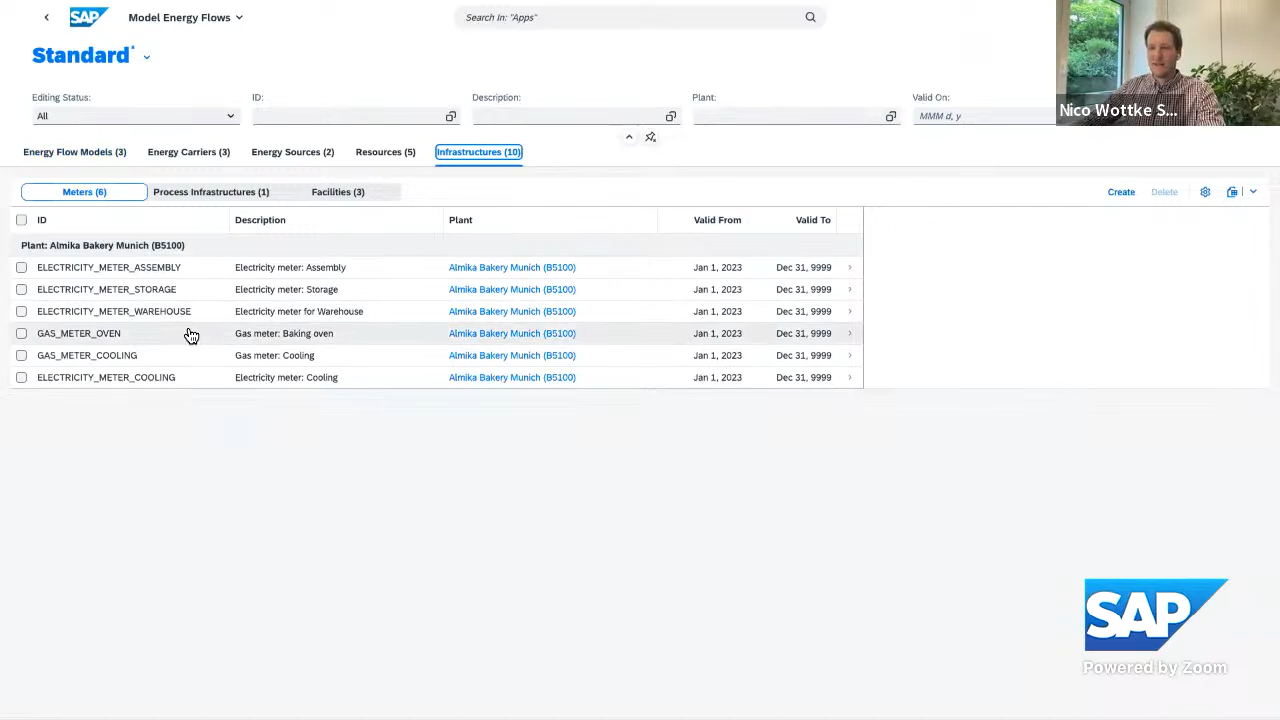 SAP Model Energy Flows Search In: "Apps"
Standard*
Editing Status: ID: Description: Plant: Valid On:
All MMM d, y
Nico Wottke S...
Energy Flow Models (3) Energy Carriers (3) Energy Sources (2) Resources (5) Infrastructures (10)
Meters (6) Process Infrastructures (1) Facilities (3) Create Delete
ID Description Plant Valid From Valid To
Plant: Almika Bakery Munich (B5100)
ELECTRICITY_METER_ASSEMBLY Electricity meter: Assembly Almika Bakery Munich (B5100) Jan 1, 2023 Dec 31, 9999
ELECTRICITY_METER_STORAGE Electricity meter: Storage Almika Bakery Munich (B5100) Jan 1, 2023 Dec 31, 9999
ELECTRICITY_METER_WAREHOUSE Electricity meter for Warehouse Almika Bakery Munich (B5100) Jan 1, 2023 Dec 31, 9999
GAS_METER_OVEN Gas meter: Baking oven Almika Bakery Munich (B5100) Jan 1, 2023 Dec 31, 9999
GAS_METER_COOLING Gas meter: Cooling Almika Bakery Munich (B5100) Jan 1, 2023 Dec 31, 9999
ELECTRICITY_METER_COOLING Electricity meter: Cooling Almika Bakery Munich (B5100) Jan 1, 2023 Dec 31, 9999
SAP
Powered by Zoom